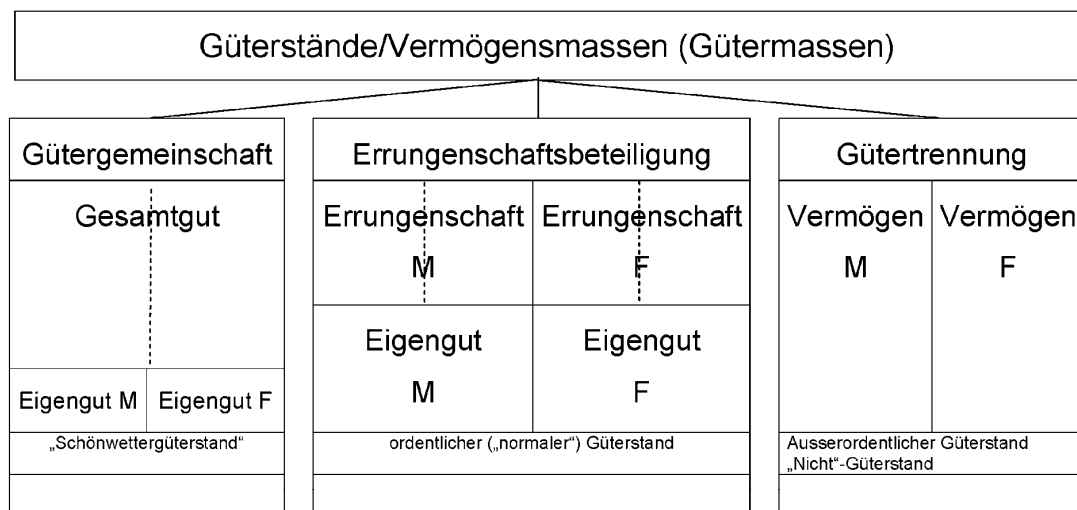 Güterstände/Vermögensmassen (Gütermassen)
Gütergemeinschaft
Gesamtgut
Eigengut M
Eigengut F
„Schönwettergüterstand“
Errungenschaftsbeteiligung
Errungenschaft
M
Errungenschaft
F
Eigengut
M
Eigengut
F
ordentlicher („normaler“) Güterstand
Gütertrennung
Vermögen
M
Vermögen
F
Ausserordentlicher Güterstand
„Nicht“-Güterstand